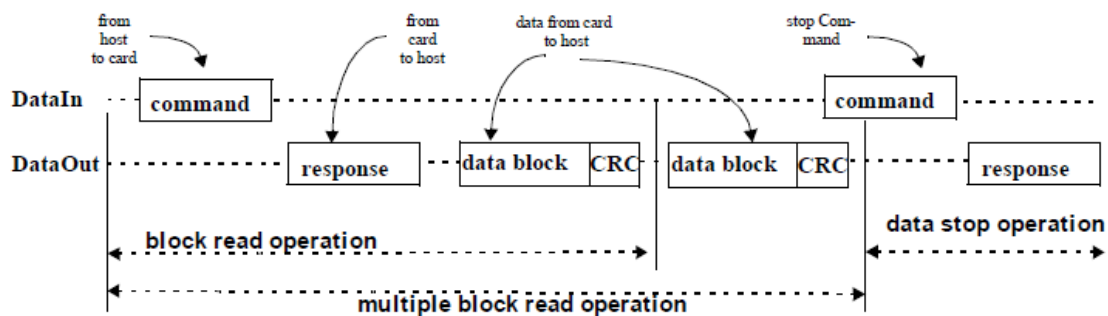 from
host
to card
from
card
to host
data from card
to host
stop Com-
mand
DataIn
command
command
DataOut
response
data block
CRC
data block
CRC
response
block read operation
data stop operation
multiple block read operation